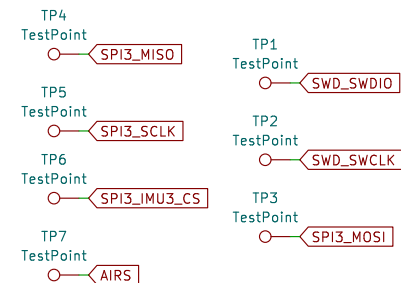 TP4
TestPoint
SPI3_MISO
TP5
TestPoint
SPI3_SCLK
TP6
TestPoint
SPI3_IMU3_CS
TP7
TestPoint
AIRS
TP1
TestPoint
SWD_SWDIO
TP2
TestPoint
SWD_SWCLK
TP3
TestPoint
SPI3_MOSI